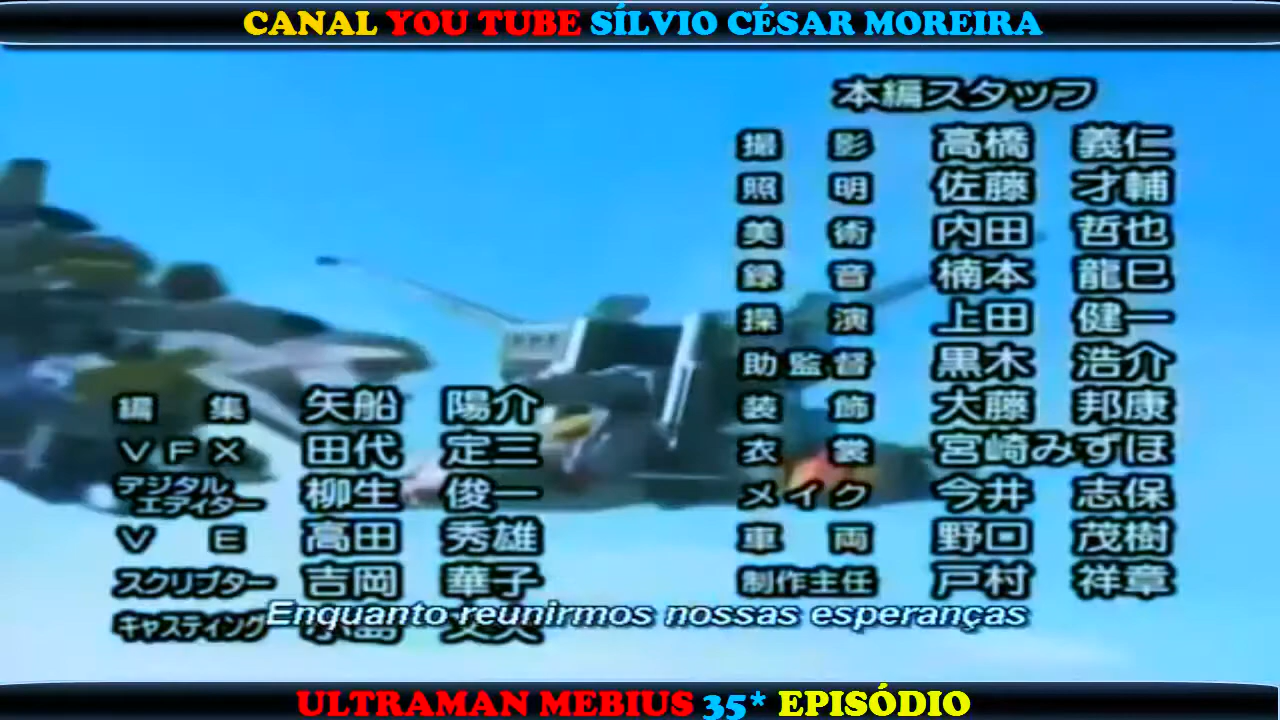 CANAL YOU TUBE SÍLVIO CÉSAR MOREIRA
本編スタッフ
撮影 高橋 義仁
照明 佐藤 才輔
美術 内田 哲也
録音 楠本 龍巳
操演 上田 健一
助監督 黒木 浩介
装飾 大藤 邦康
衣裳 宮崎みずほ
メイク 今井 志保
車両 野口 茂樹
制作主任 戸村 祥章
編集 矢船 陽介
VFX 田代 定三
デジタルエディター 柳生 俊一
VE 高田 秀雄
スクリプター 吉岡 華子
キャスティング
Enquanto reunirmos nossas esperanças
ULTRAMAN MEBIUS 35* EPISÓDIO